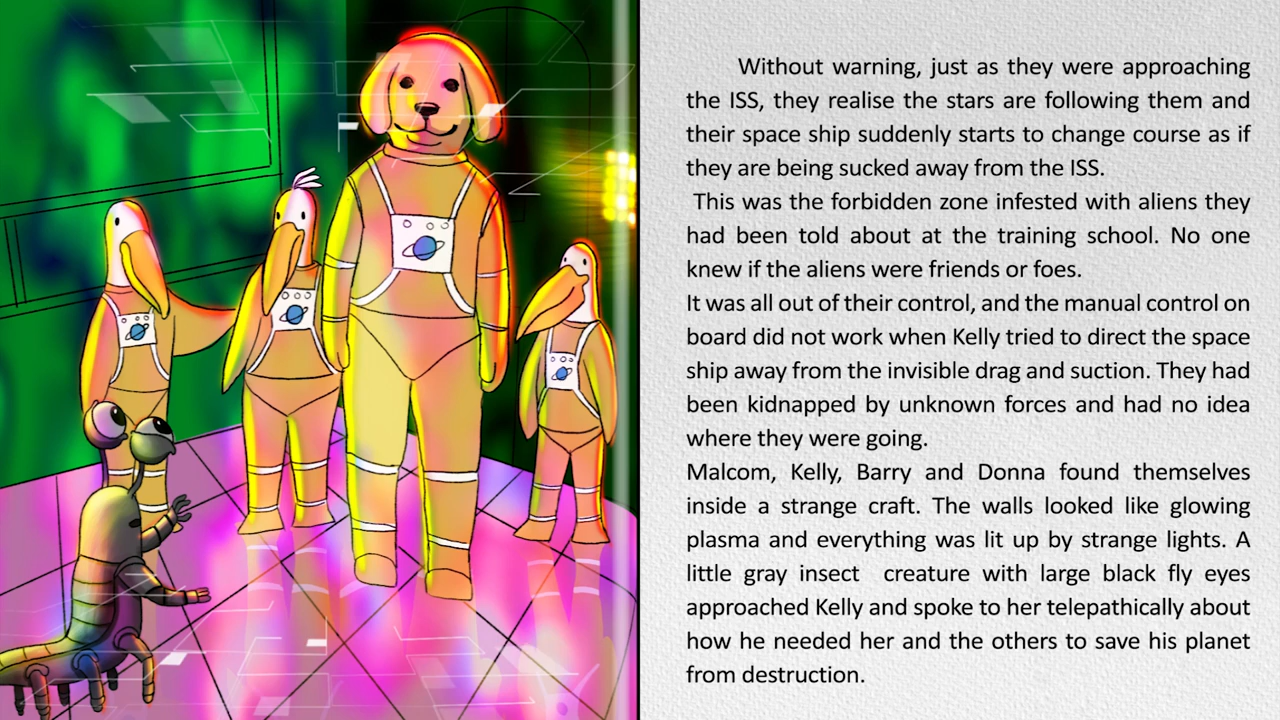 Without warning, just as they were approaching
the ISS, they realise the stars are following them and
their space ship suddenly starts to change course as if
they are being sucked away from the ISS.
This was the forbidden zone infested with aliens they
had been told about at the training school. No one
knew if the aliens were friends or foes.
It was all out of their control, and the manual control on
board did not work when Kelly tried to direct the space
ship away from the invisible drag and suction. They had
been kidnapped by unknown forces and had no idea
where they were going.
Malcom, Kelly, Barry and Donna found themselves
inside a strange craft. The walls looked like glowing
plasma and everything was lit up by strange lights. A
little gray insect creature with large black fly eyes
approached Kelly and spoke to her telepathically about
how he needed her and the others to save his planet
from destruction.